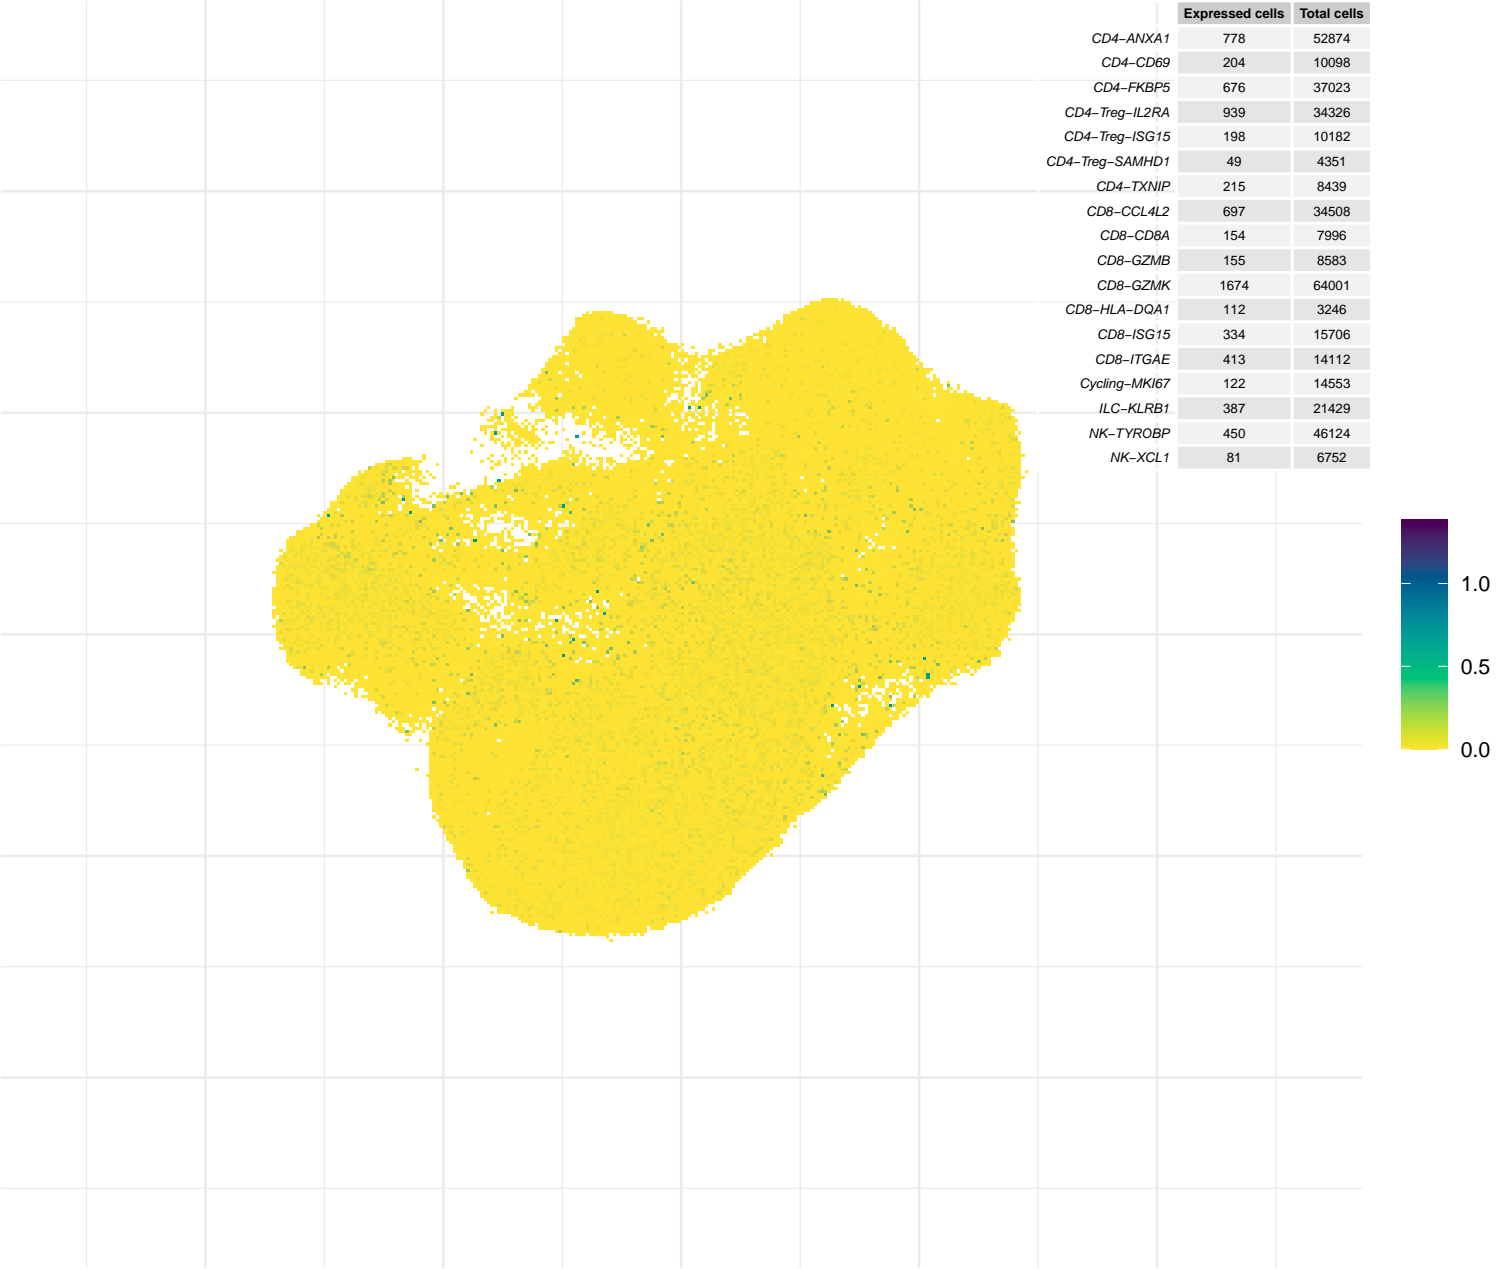 Expressed cells Total cells
CD4−ANXA1 778 52874
CD4−CD69 204 10098
CD4−FKBP5 676 37023
CD4−Treg−IL2RA 939 34326
CD4−Treg−ISG15 198 10182
CD4−Treg−SAMHD1 49 4351
CD4−TXNIP 215 8439
CD8−CCL4L2 697 34508
CD8−CD8A 154 7996
CD8−GZMB 155 8583
CD8−GZMK 1674 64001
CD8−HLA−DQA1 112 3246
CD8−ISG15 334 15706
CD8−ITGAE 413 14112
Cycling−MKI67 122 14553
ILC−KLRB1 387 21429
NK−TYROBP 450 46124
NK−XCL1 81 6752
1.0
0.5
0.0